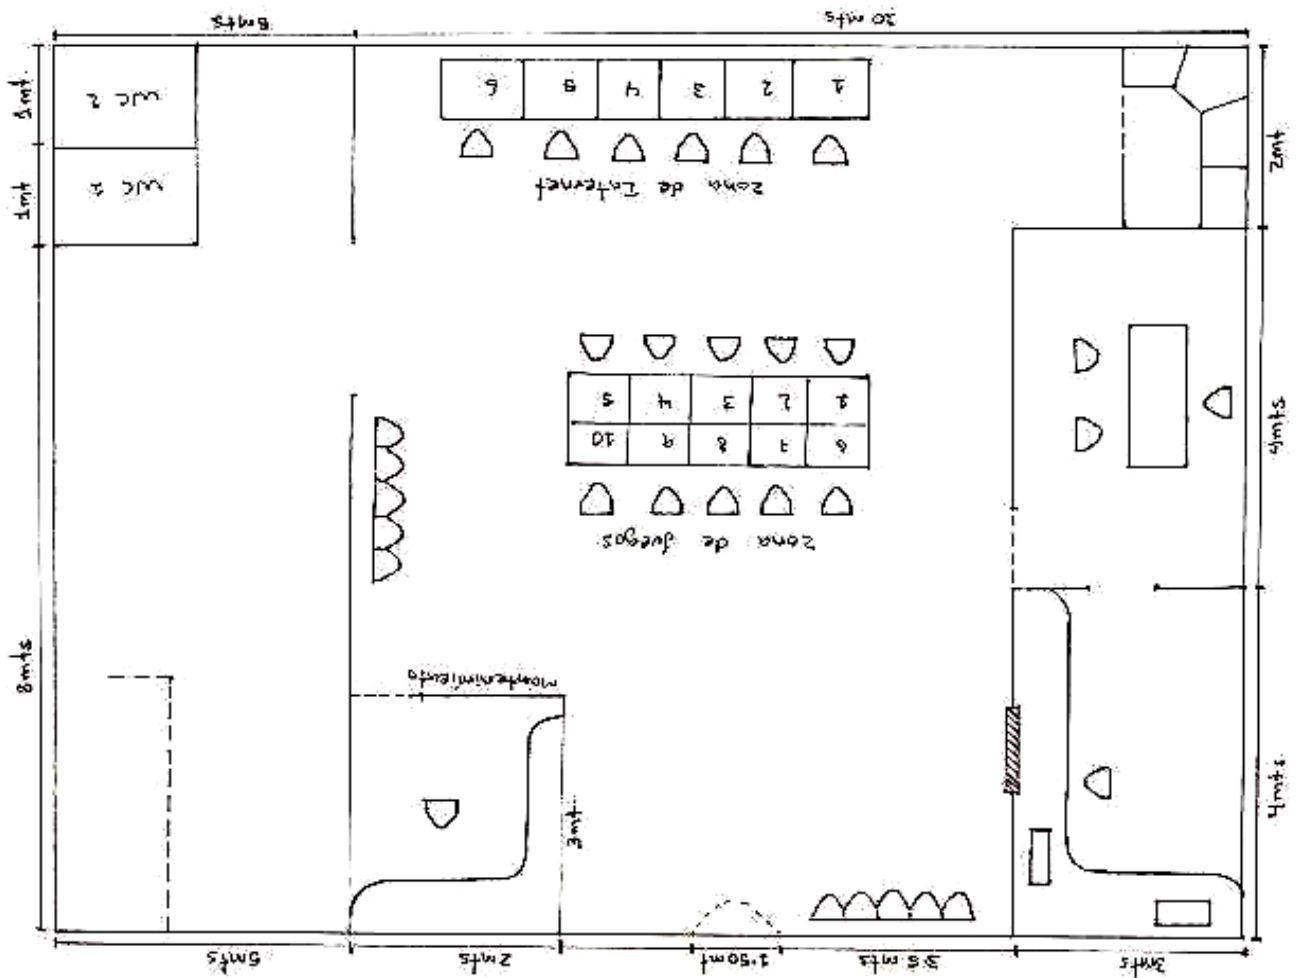 3mts
3.5 mts
1.50mt
2mts
5mts
4mts
3mt
mantenimiento
8mts
Zona de Juegos
6 7 8 9 10
1 2 3 4 5
4mts
Zona de Internet
1 2 3 4 5 6
2mt
WC 1
1mt
WC 2
1mt
5mts